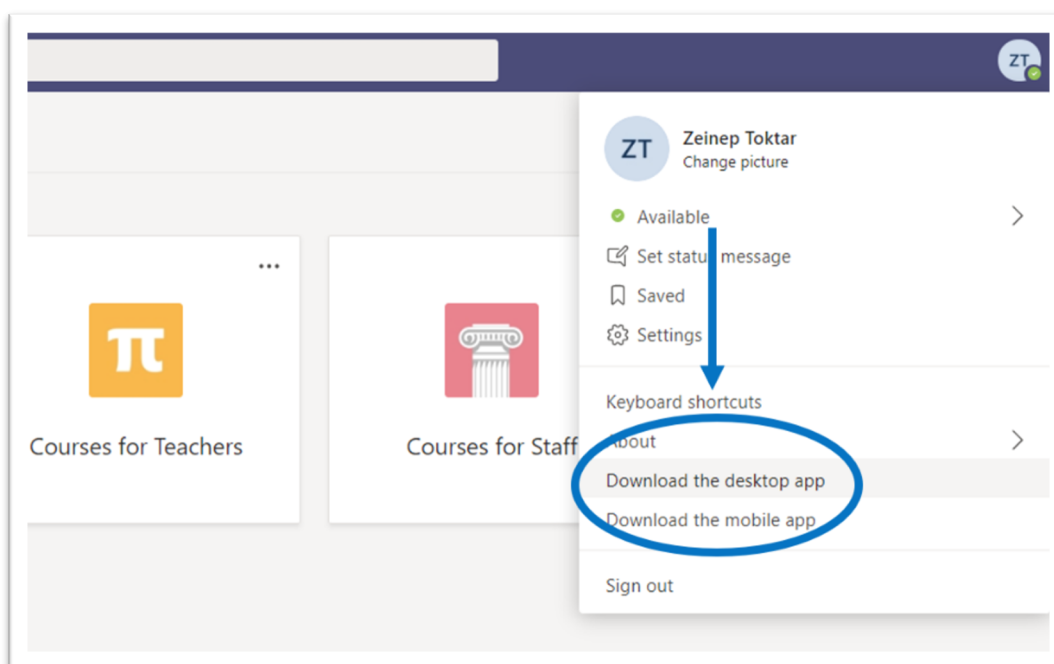 ZT
ZT
Zeinep Toktar
Change picture
Available
Set status message
Saved
Settings
Keyboard shortcuts
About
Download the desktop app
Download the mobile app
Sign out
...
π
Courses for Teachers
Courses for Staff